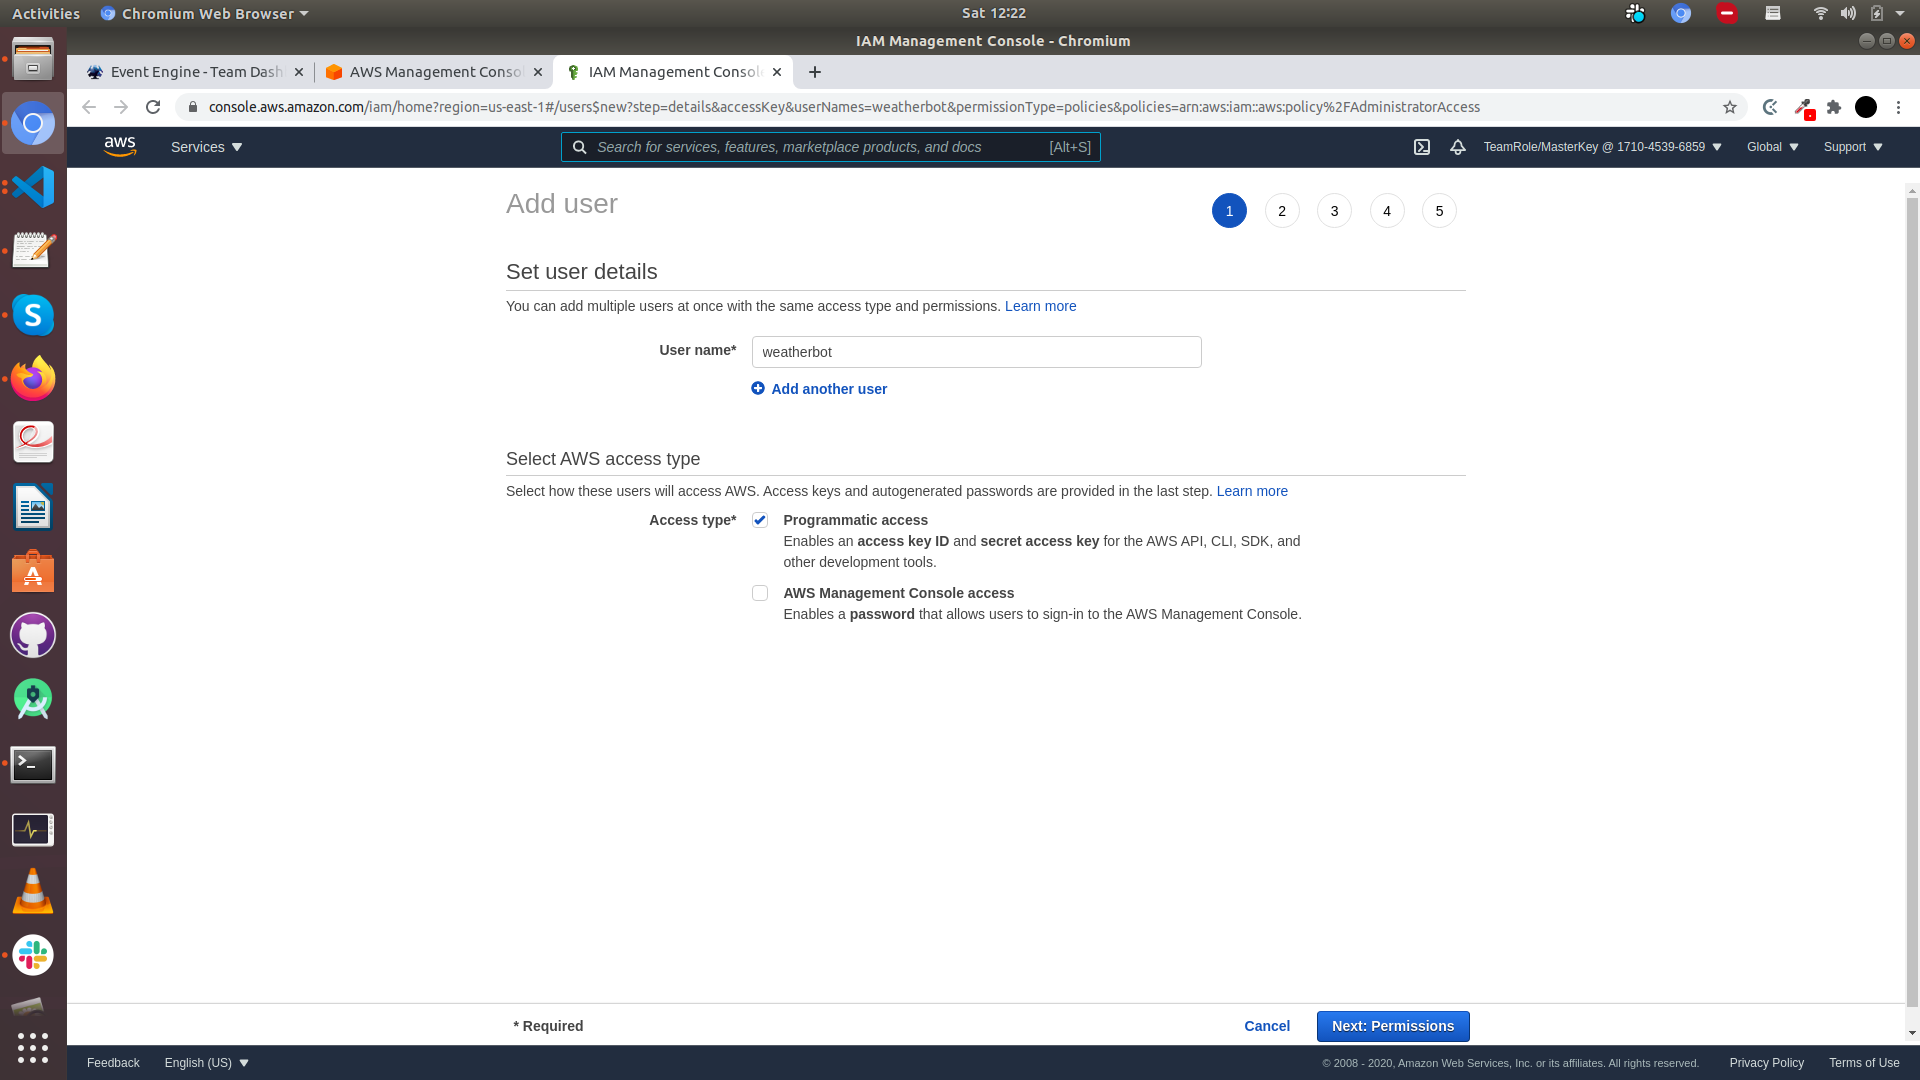 Activities Chromium Web Browser Sat 12:22
IAM Management Console - Chromium
Event Engine - Team Dash AWS Management Consol IAM Management Consol
console.aws.amazon.com/iam/home?region=us-east-1#/users$new?step=details&accessKey&userNames=weatherbot&permissionType=policies&policies=arn:aws:iam::aws:policy%2FAdministratorAccess
aws Services Search for services, features, marketplace products, and docs [Alt+S] TeamRole/MasterKey @ 1710-4539-6859 Global Support
Add user 1 2 3 4 5
Set user details
You can add multiple users at once with the same access type and permissions. Learn more
User name* weatherbot
Add another user
Select AWS access type
Select how these users will access AWS. Access keys and autogenerated passwords are provided in the last step. Learn more
Access type* Programmatic access
Enables an access key ID and secret access key for the AWS API, CLI, SDK, and
other development tools.
AWS Management Console access
Enables a password that allows users to sign-in to the AWS Management Console.
* Required Cancel Next: Permissions
Feedback English (US) © 2008 - 2020, Amazon Web Services, Inc. or its affiliates. All rights reserved. Privacy Policy Terms of Use